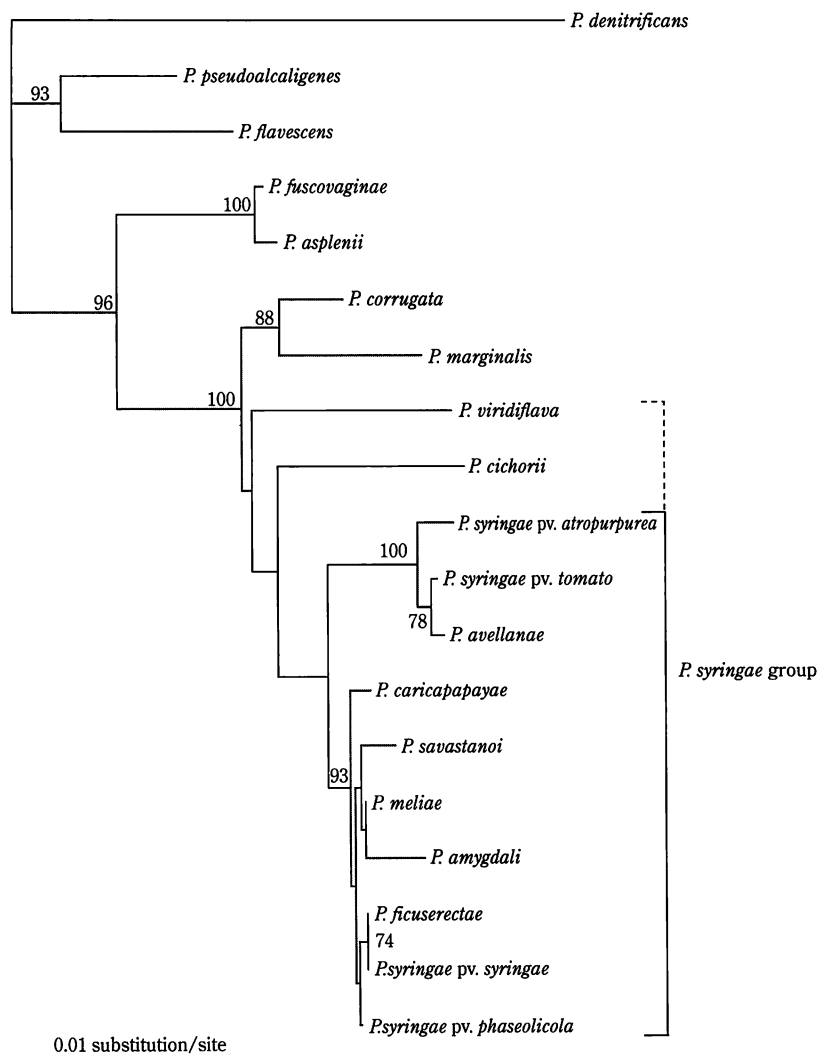 P. denitrificans
P. pseudoalcaligenes
93
P. flavescens
P. fuscovaginae
100
P. asplenii
P. corrugata
96
88
P. marginalis
100
P. viridiflava
P. cichorii
P. syringae pv. atropurpurea
100
P. syringae pv. tomato
78
P. avellanae
P. syringae group
P. caricapapayae
P. savastanoi
93
P. meliae
P. amygdali
P. ficuserectae
74
P.syringae pv. syringae
P.syringae pv. phaseolicola
0.01 substitution/site